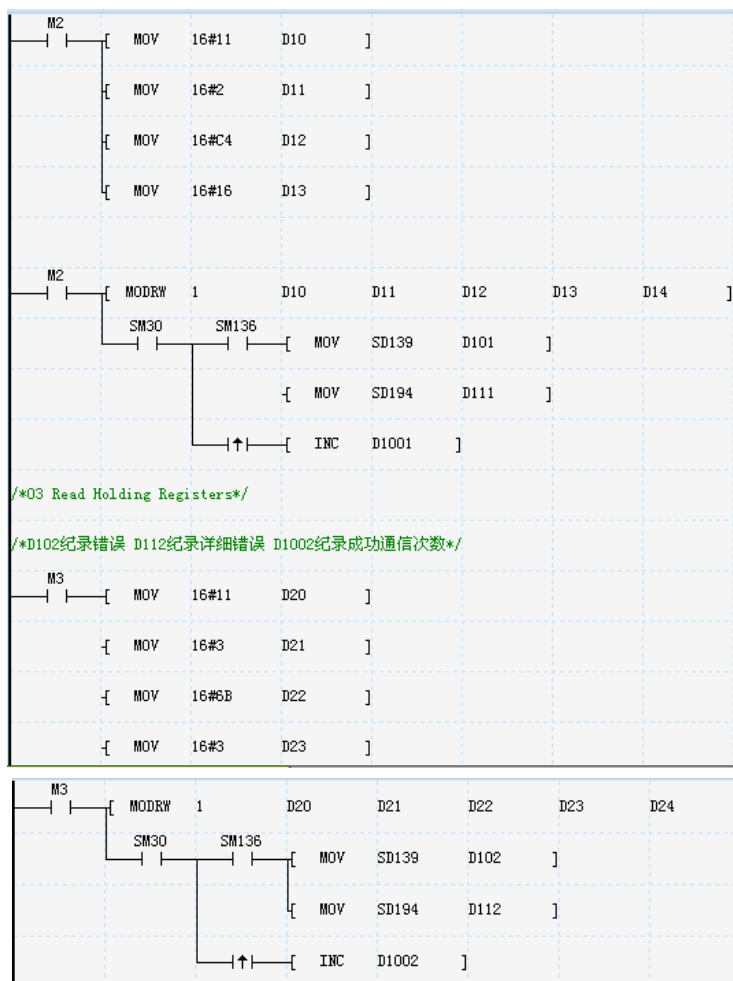 M2
[ MOV 16#11 D10 ]
[ MOV 16#2 D11 ]
[ MOV 16#C4 D12 ]
[ MOV 16#16 D13 ]
M2
[ MODRW 1 D10 D11 D12 D13 D14 ]
SM30 SM136
[ MOV SD139 D101 ]
[ MOV SD194 D111 ]
[ INC D1001 ]
/*03 Read Holding Registers*/
/*D102纪录错误 D112纪录详细错误 D1002纪录成功通信次数*/
M3
[ MOV 16#11 D20 ]
[ MOV 16#3 D21 ]
[ MOV 16#6B D22 ]
[ MOV 16#3 D23 ]
M3
[ MODRW 1 D20 D21 D22 D23 D24
SM30 SM136
[ MOV SD139 D102 ]
[ MOV SD194 D112 ]
[ INC D1002 ]